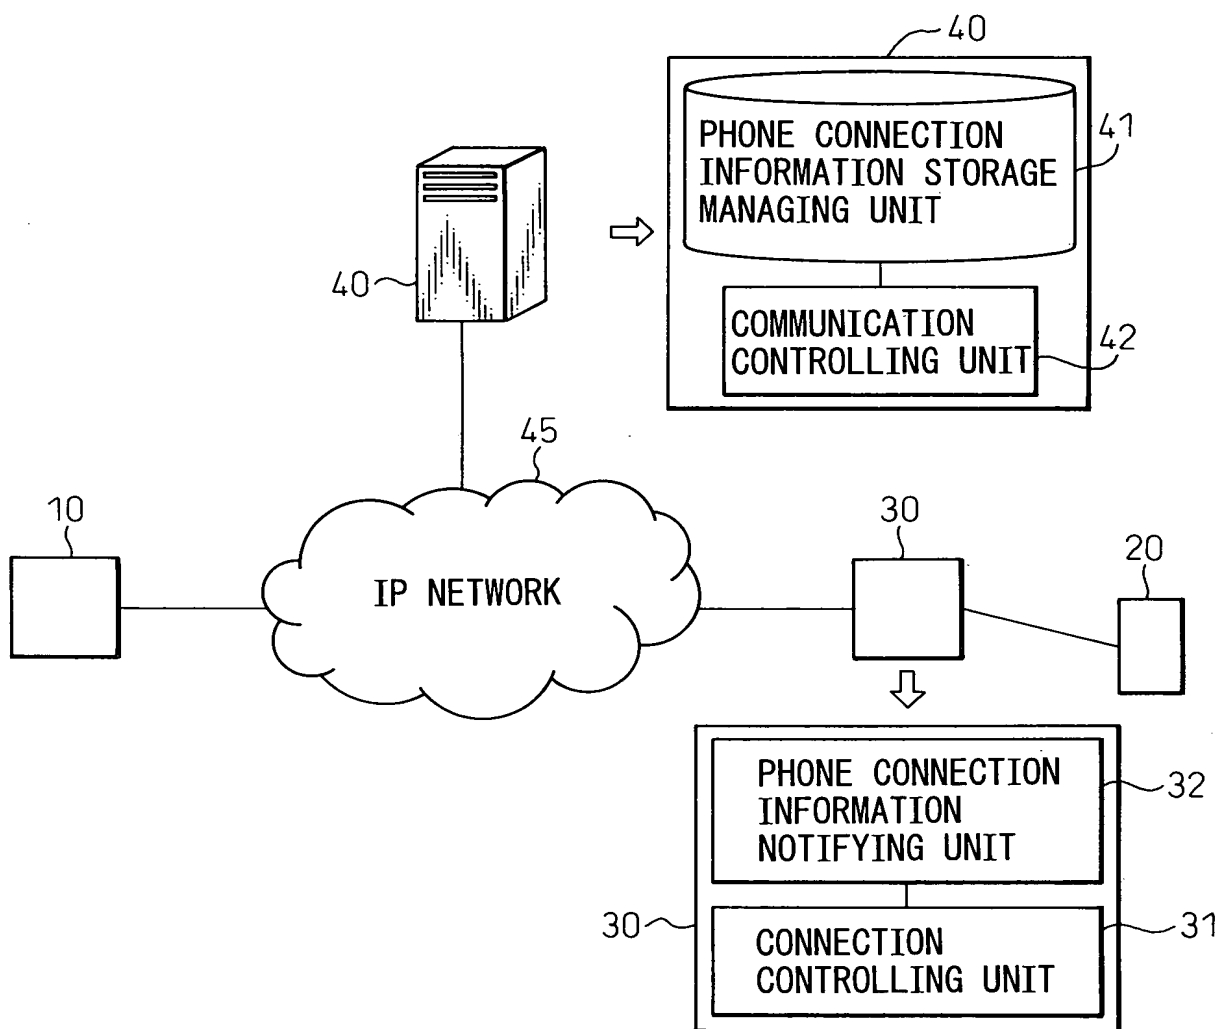 40
PHONE CONNECTION
INFORMATION STORAGE
MANAGING UNIT
41
40
COMMUNICATION
CONTROLLING UNIT
42
45
10
IP NETWORK
30
20
PHONE CONNECTION
INFORMATION
NOTIFYING UNIT
32
30
CONNECTION
CONTROLLING UNIT
31